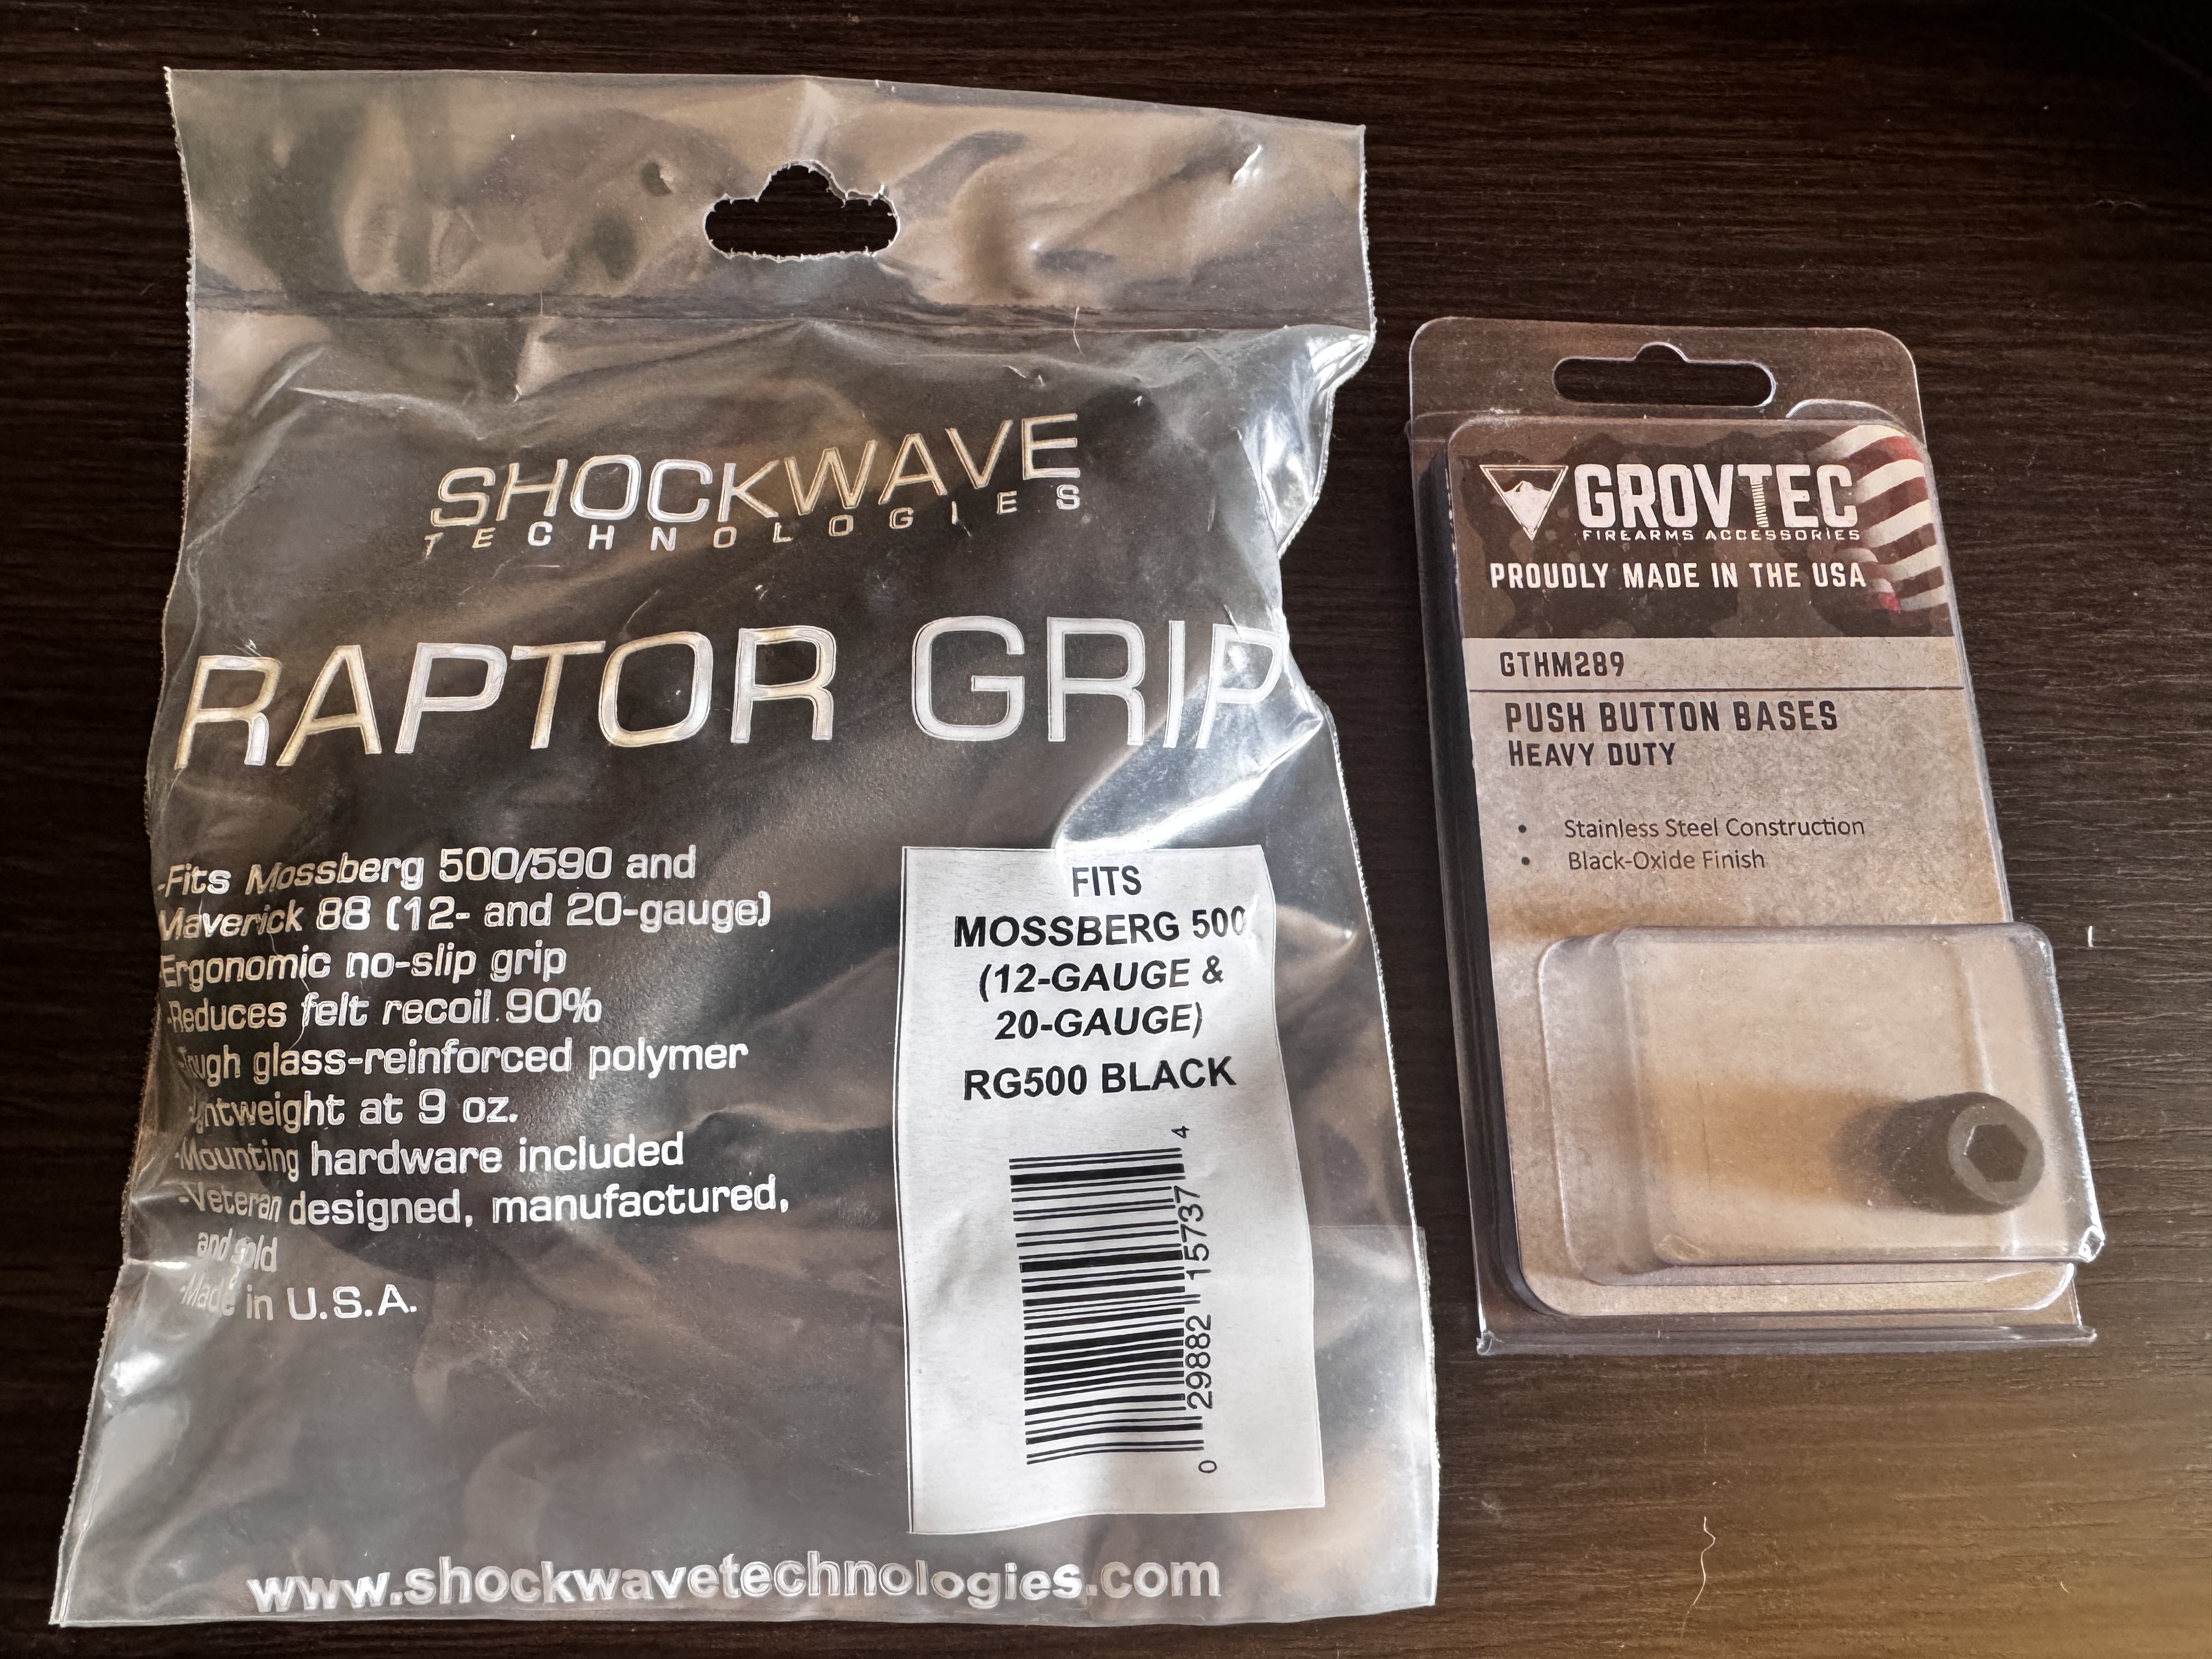 SHOCKWAVE
TECHNOLOGIES
RAPTOR GRIP
-Fits Mossberg 500/590 and
Maverick 88 (12- and 20-gauge)
Ergonomic no-slip grip
-Reduces felt recoil 90%
-Tough glass-reinforced polymer
-Lightweight at 9 oz.
-Mounting hardware included
-Veteran designed, manufactured,
and sold
-Made in U.S.A.
FITS
MOSSBERG 500
(12-GAUGE &
20-GAUGE)
RG500 BLACK
0 29882 15737 4
www.shockwavetechnologies.com
GROVTEC
FIREARMS ACCESSORIES
PROUDLY MADE IN THE USA
GTHM289
PUSH BUTTON BASES
HEAVY DUTY
• Stainless Steel Construction
• Black-Oxide Finish